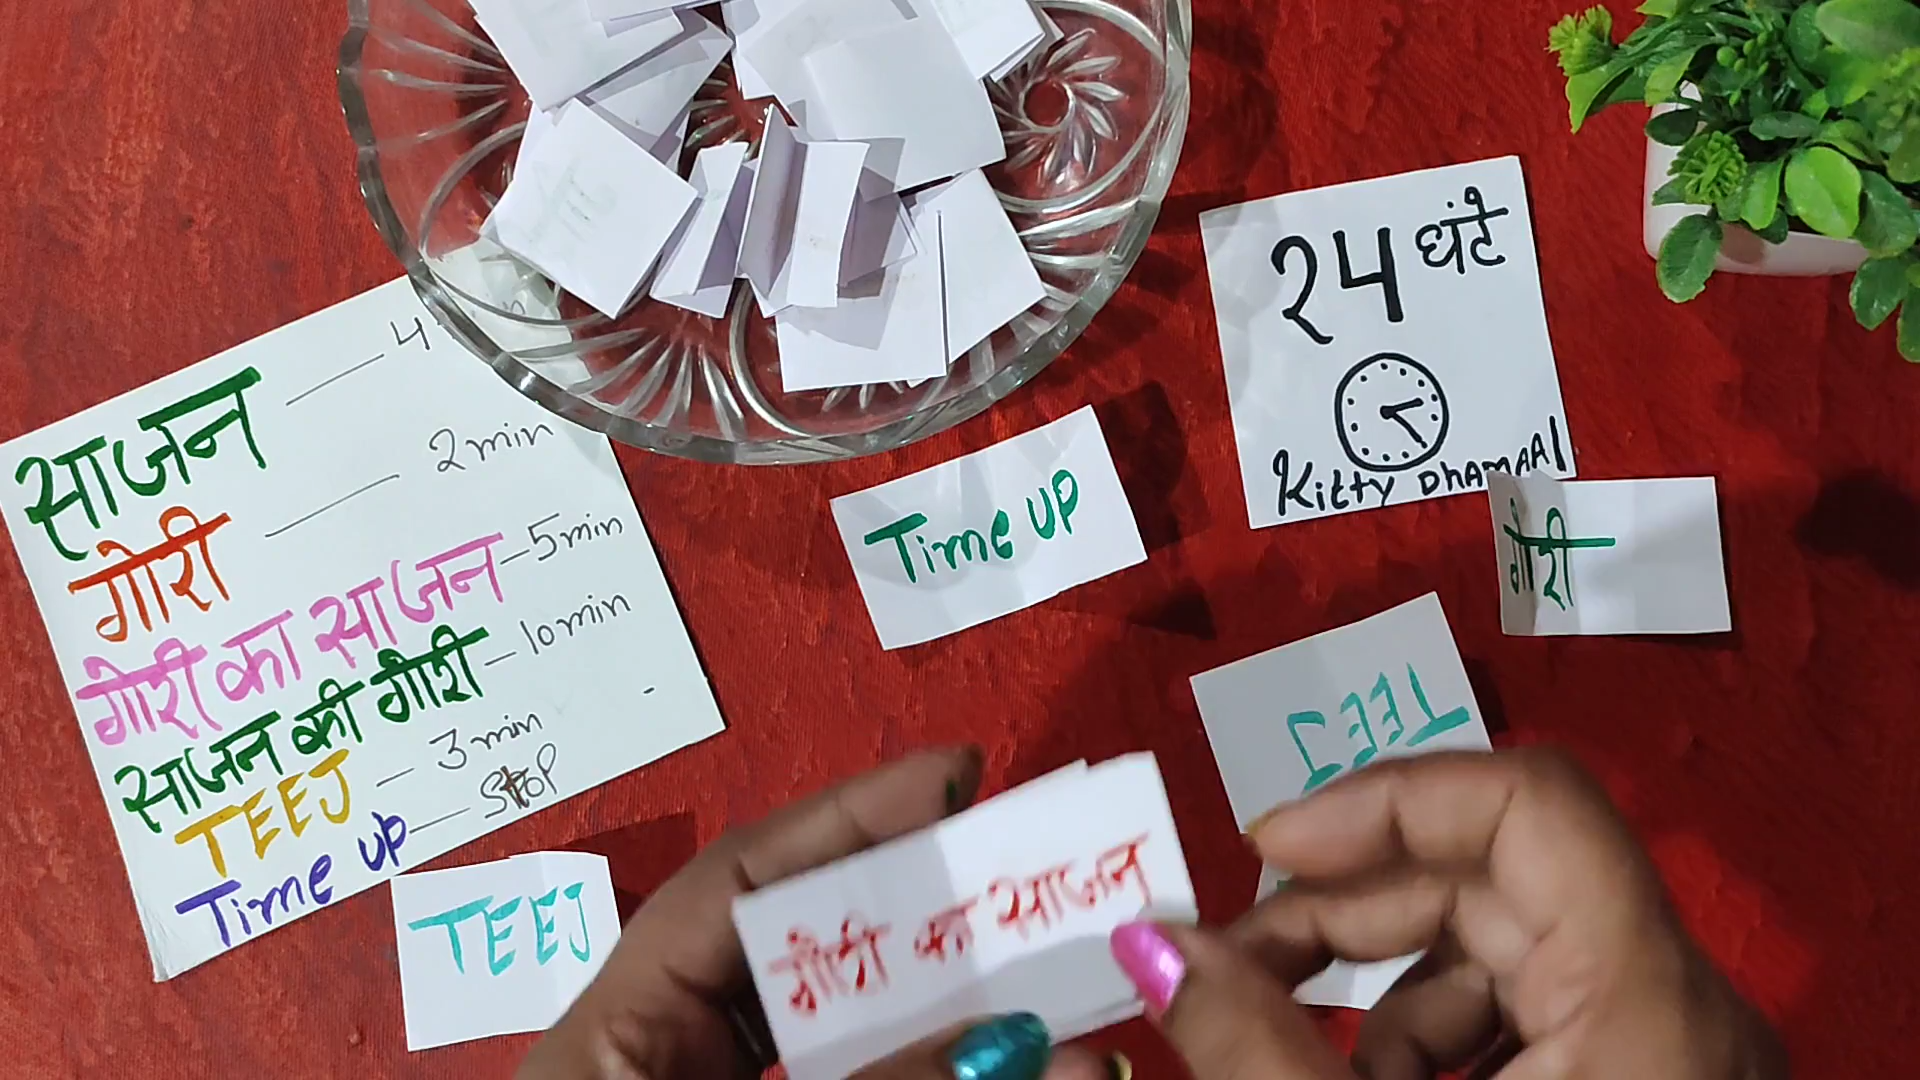 साजन — 4
गोरी — 2 min
गोरी का साजन — 5 min
साजन की गोरी — 10 min
TEEJ — 3 min
Time UP — STOP
TEEJ
Time UP
24 घंटे
Kitty DHAMAAL
गोरी
TEEJ
गोरी का साजन